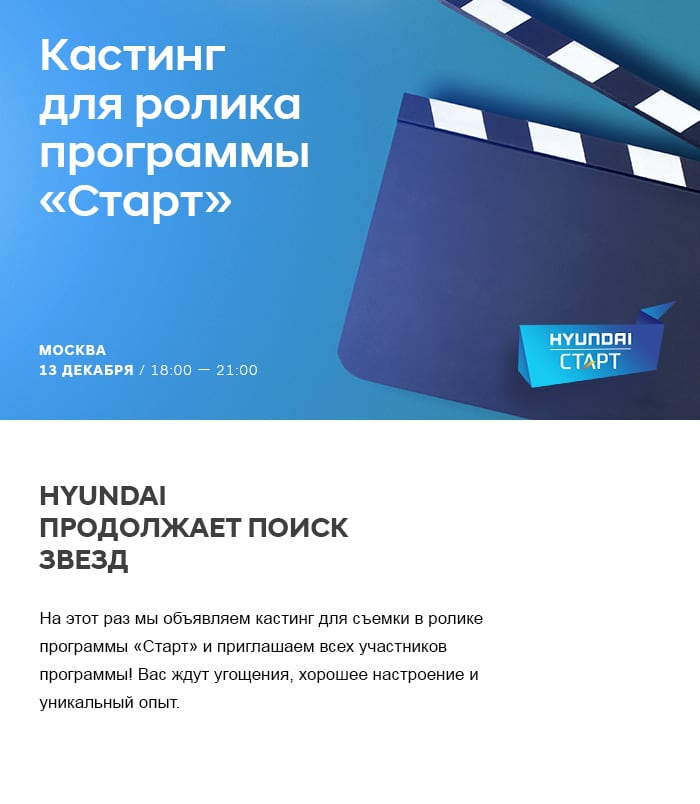 Кастинг
для ролика
программы
«Старт»
МОСКВА
13 ДЕКАБРЯ / 18:00 — 21:00
HYUNDAI
СТАРТ
HYUNDAI
ПРОДОЛЖАЕТ ПОИСК
ЗВЕЗД
На этот раз мы объявляем кастинг для съемки в ролике
программы «Старт» и приглашаем всех участников
программы! Вас ждут угощения, хорошее настроение и
уникальный опыт.